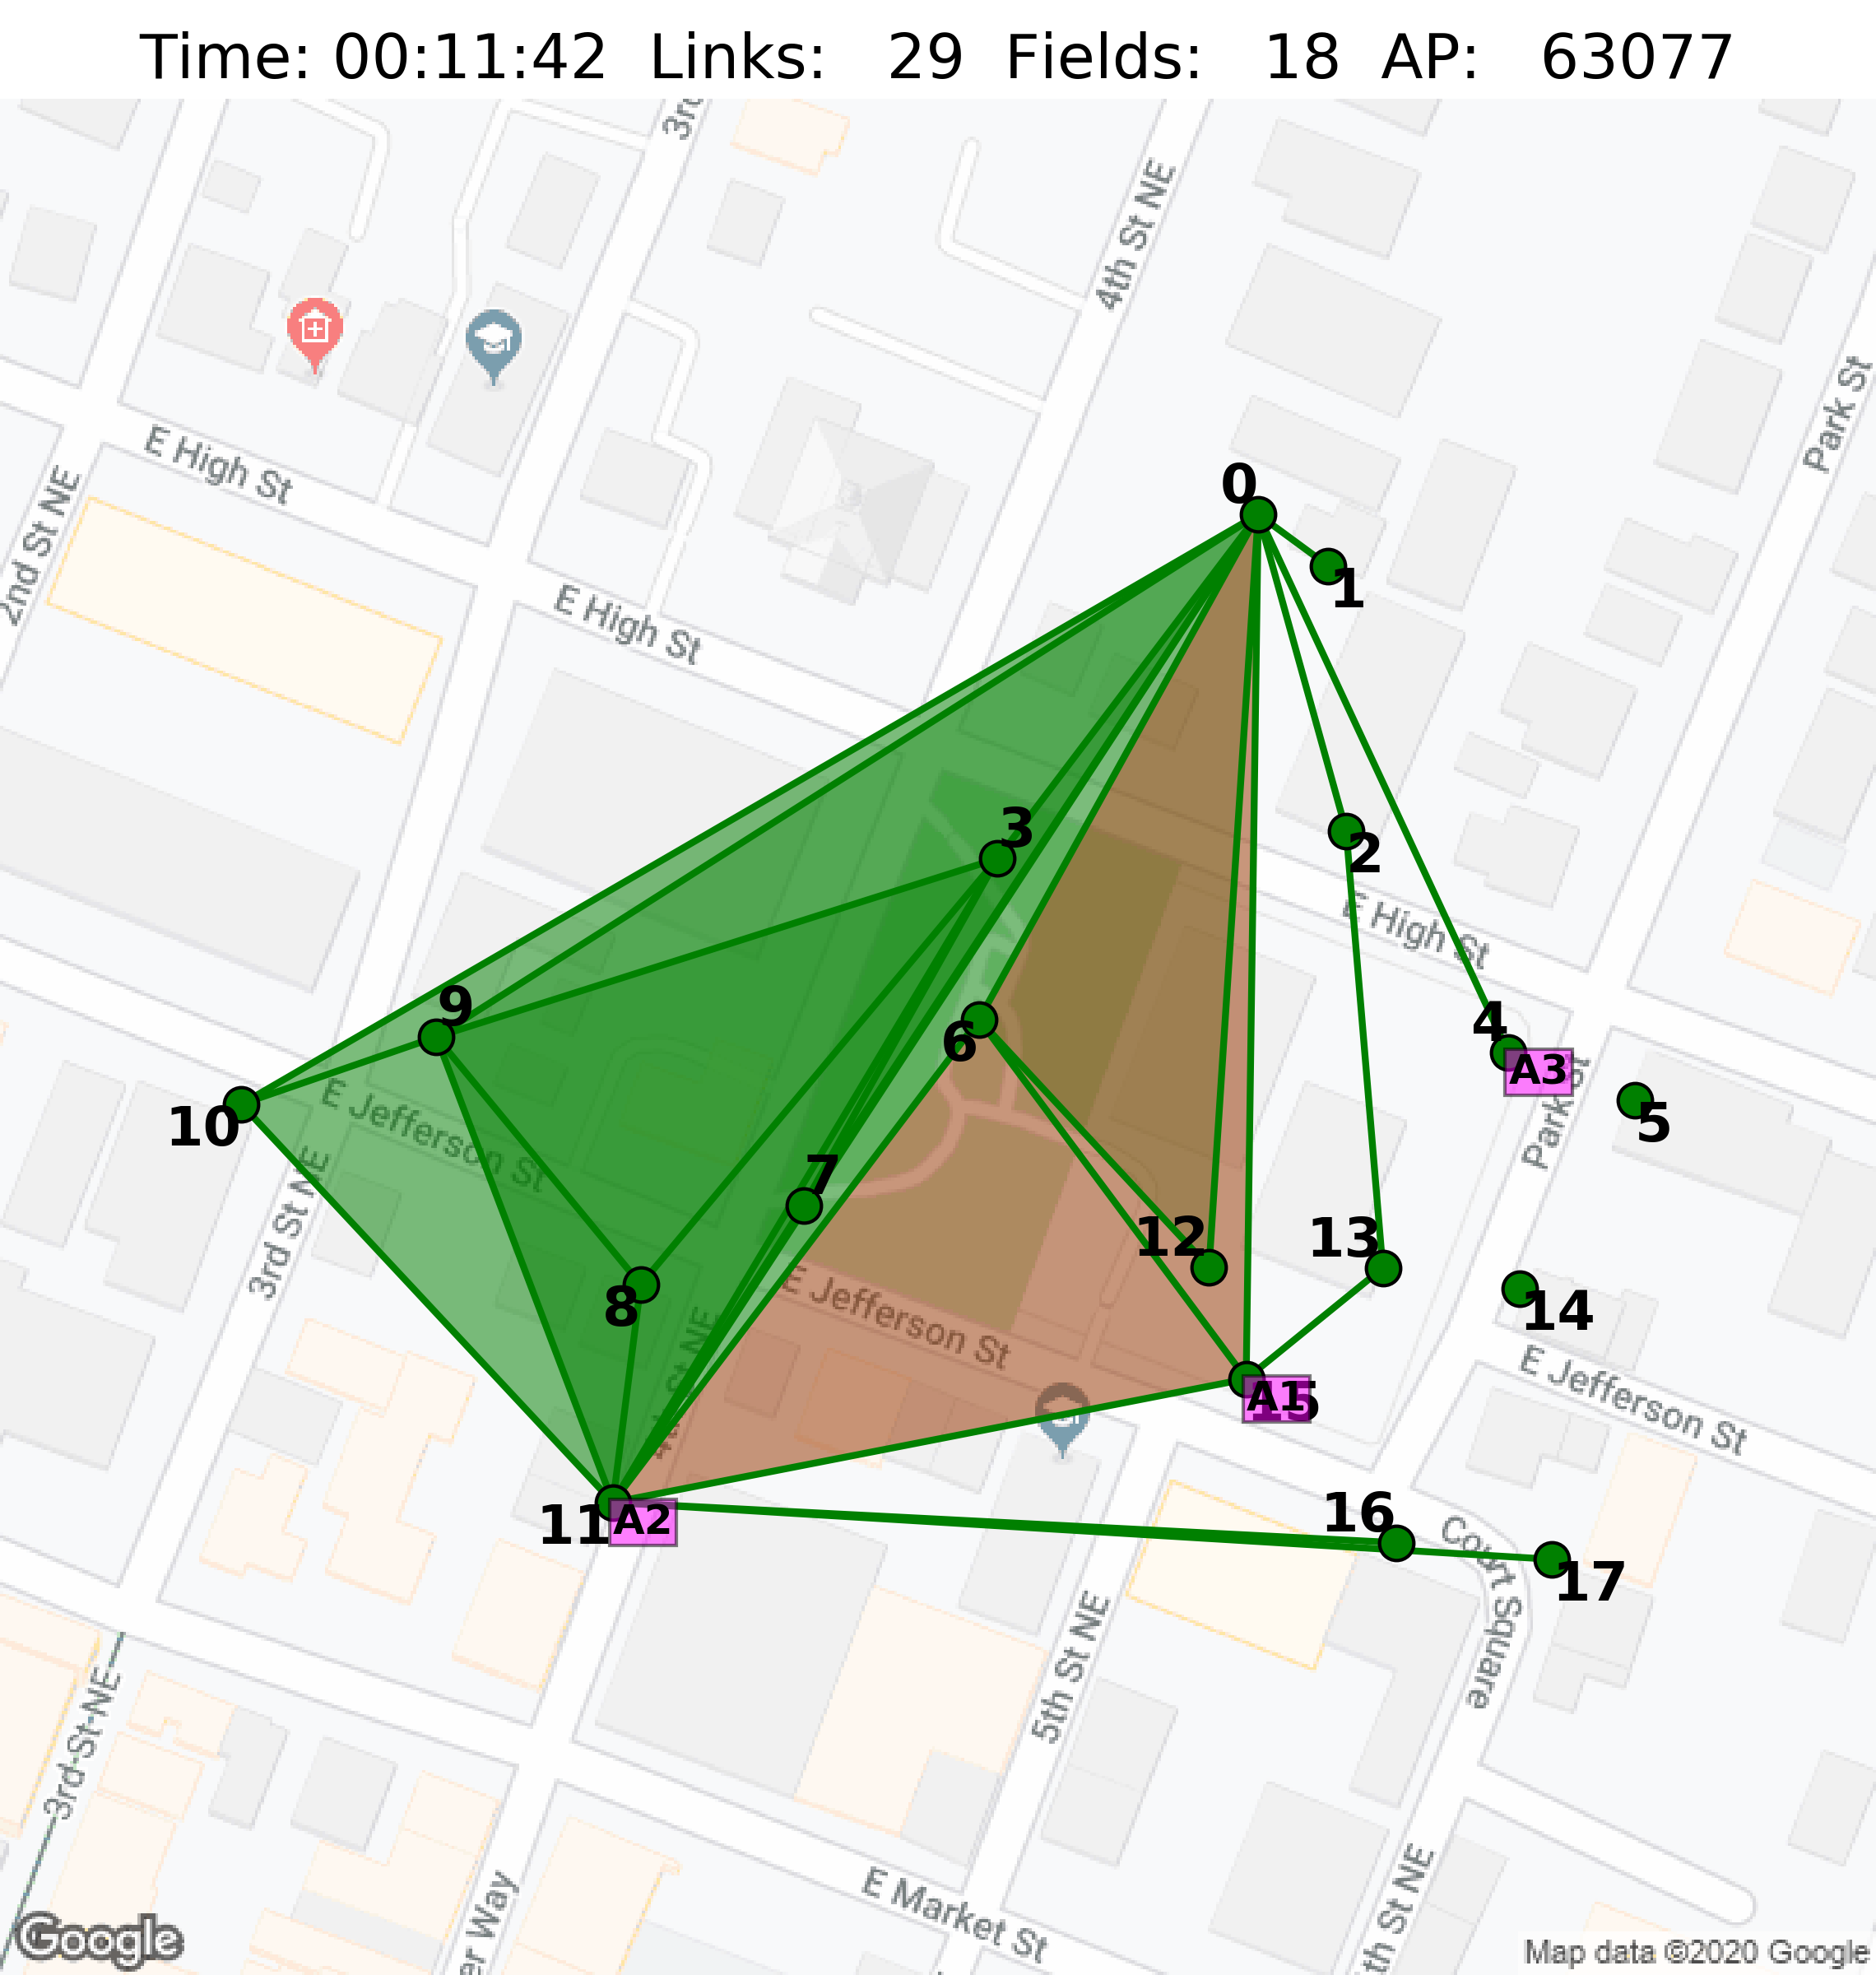 Time: 00:11:42 Links: 29 Fields: 18 AP: 63077
4th St NE
Park St
E High St
2nd St NE
0
1
E High St
3
2
E High St
9
6
4
A3
5
10
E Jefferson St
Park St
7
12
13
3rd St NE
8
14
E Jefferson St
E Jefferson St
A1
11
A2
16
17
Court Square
5th St NE
3rd St NE
E Market St
Google
Map data ©2020 Google